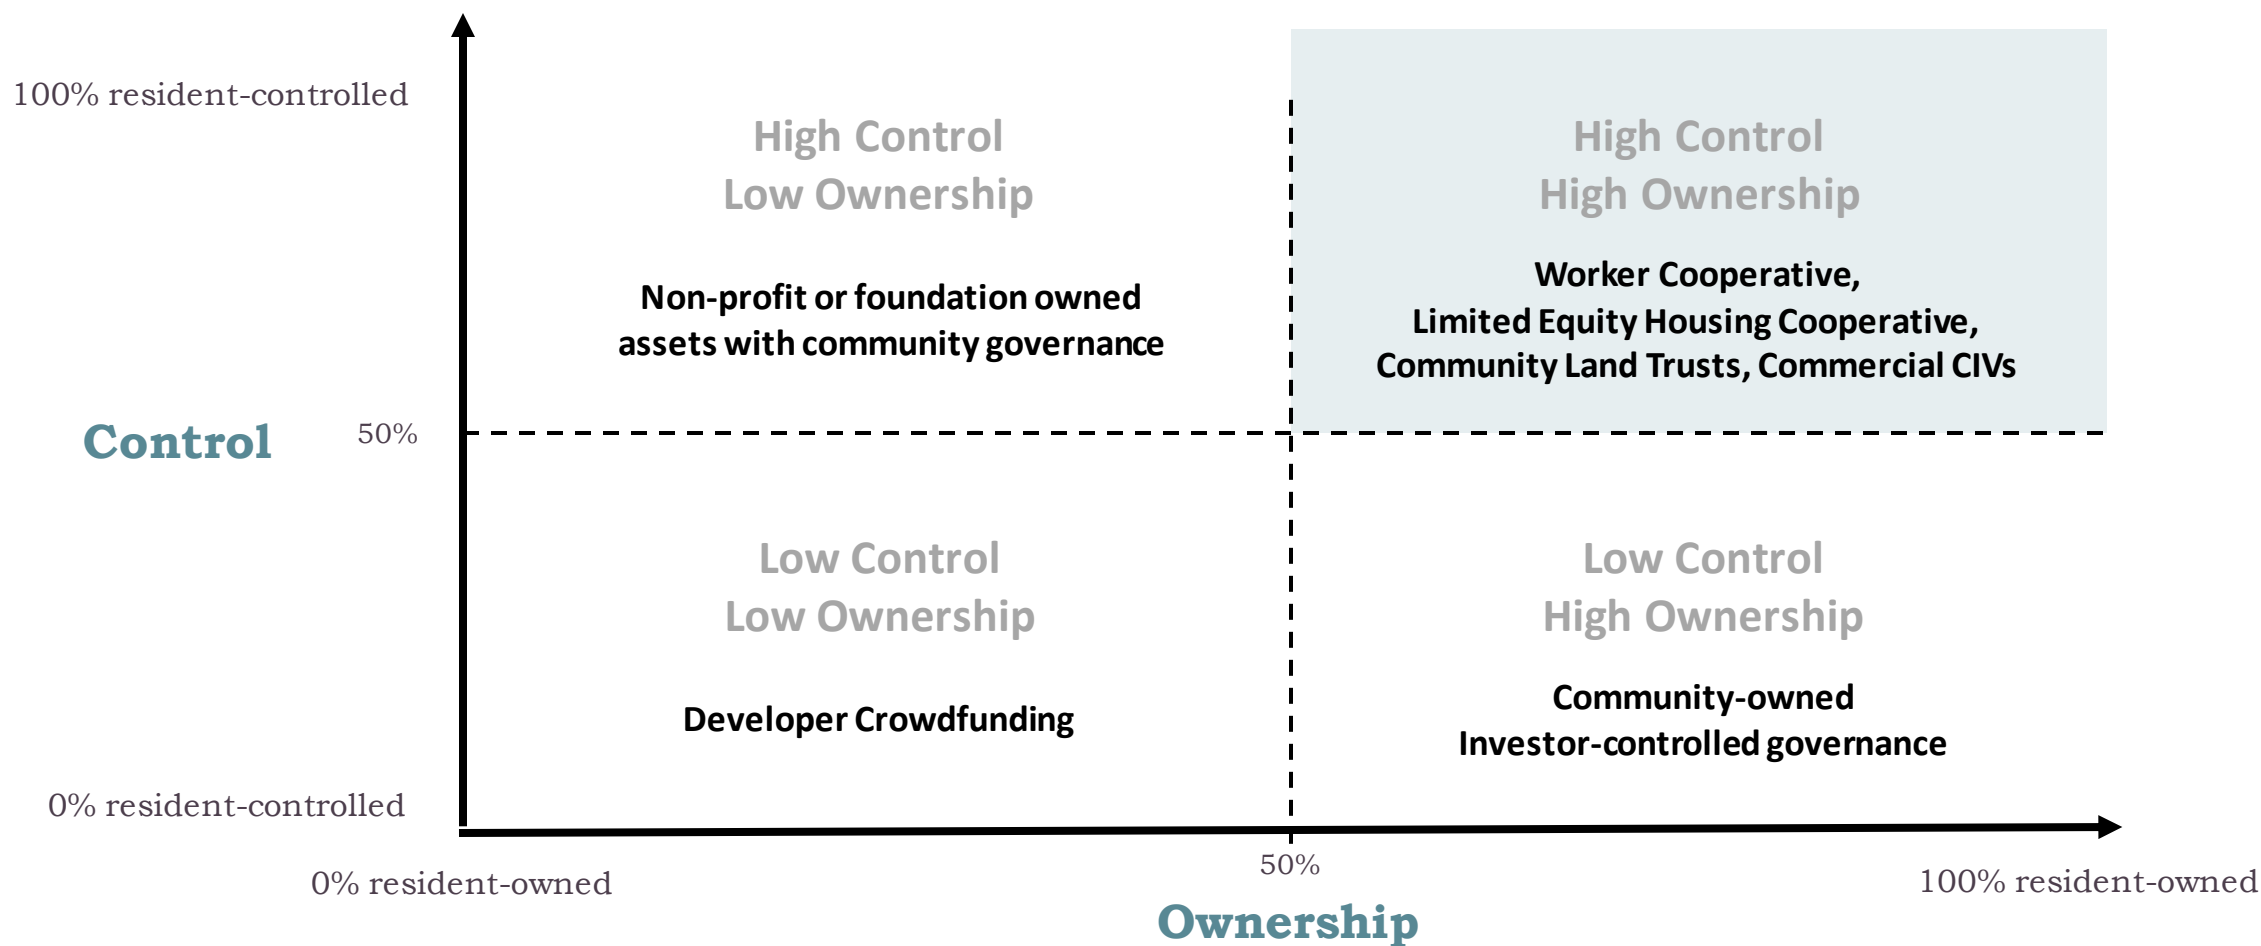 100% resident-controlled
High Control
Low Ownership
Non-profit or foundation owned
assets with community governance
High Control
High Ownership
Worker Cooperative,
Limited Equity Housing Cooperative,
Community Land Trusts, Commercial CIVs
Control
50%
Low Control
Low Ownership
Developer Crowdfunding
Low Control
High Ownership
Community-owned
Investor-controlled governance
0% resident-controlled
0% resident-owned
50%
100% resident-owned
Ownership